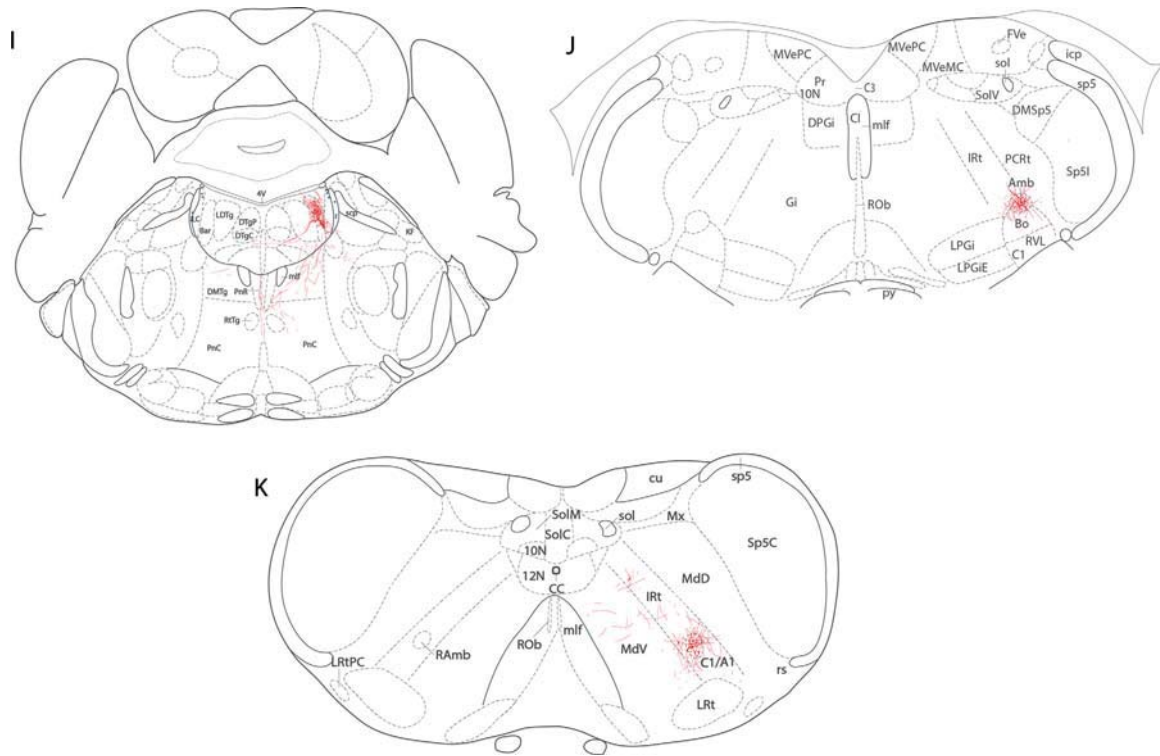 I
4V
LC
LDTg
DTgP
scp
Bar
DTgC
KF
mlf
DMTg
PnR
RtTg
PnC
PnC
J
MVePC
MVePC
FVe
icp
MVeMC
sol
sp5
Pr
10N
C3
SolV
DMSp5
DPGi
CI
mlf
IRt
PCRt
Sp5I
Amb
Gi
ROb
Bo
RVL
LPGi
C1
LPGiE
py
K
cu
sp5
SolM
sol
Mx
SolC
Sp5C
10N
12N
MdD
CC
IRt
ROb
mlf
RAmb
MdV
C1/A1
LRtPC
rs
LRt